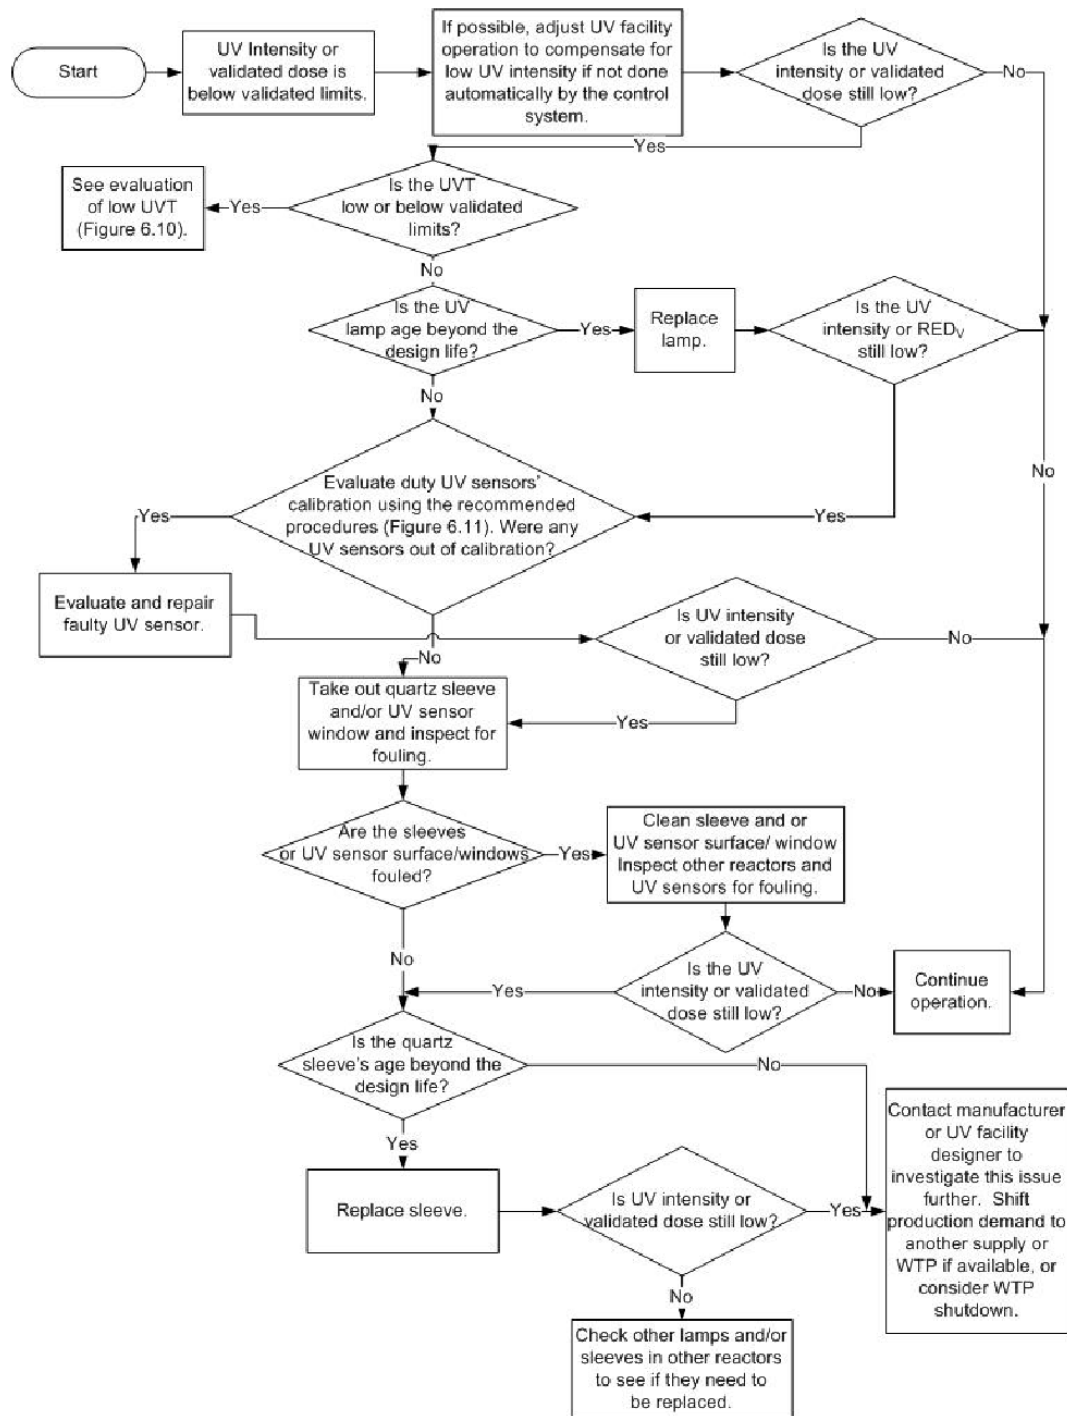 Start
UV Intensity or
validated dose is
below validated limits.
If possible, adjust UV facility
operation to compensate for
low UV intensity if not done
automatically by the control
system.
Is the UV
intensity or validated
dose still low?
No
Yes
Is the UVT
low or below validated
limits?
Yes
See evaluation
of low UVT
(Figure 6.10).
No
Is the UV
lamp age beyond the
design life?
Yes
Replace
lamp.
Is the UV
intensity or REDV
still low?
No
No
Evaluate duty UV sensors'
calibration using the recommended
procedures (Figure 6.11). Were any
UV sensors out of calibration?
Yes
Yes
Evaluate and repair
faulty UV sensor.
Is UV intensity
or validated dose
still low?
No
No
Take out quartz sleeve
and/or UV sensor
window and inspect for
fouling.
Yes
Are the sleeves
or UV sensor surface/windows
fouled?
Yes
Clean sleeve and or
UV sensor surface/ window
Inspect other reactors and
UV sensors for fouling.
No
Is the UV
intensity or validated
dose still low?
Yes
No
Continue
operation.
Is the quartz
sleeve's age beyond the
design life?
No
Yes
Replace sleeve.
Is UV intensity or
validated dose still low?
Yes
Contact manufacturer
or UV facility
designer to
investigate this issue
further. Shift
production demand to
another supply or
WTP if available, or
consider WTP
shutdown.
No
Check other lamps and/or
sleeves in other reactors
to see if they need to
be replaced.